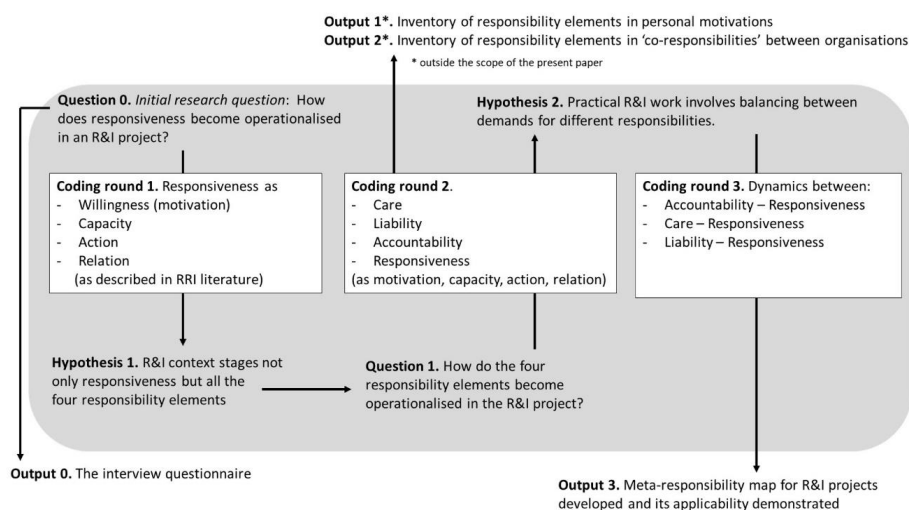 Output 1*. Inventory of responsibility elements in personal motivations
Output 2*. Inventory of responsibility elements in ‘co-responsibilities’ between organisations
* outside the scope of the present paper
Question 0. Initial research question: How
does responsiveness become operationalised
in an R&I project?
Hypothesis 2. Practical R&I work involves balancing between
demands for different responsibilities.
Coding round 1. Responsiveness as
- Willingness (motivation)
- Capacity
- Action
- Relation
(as described in RRI literature)
Coding round 2.
- Care
- Liability
- Accountability
- Responsiveness
(as motivation, capacity, action, relation)
Coding round 3. Dynamics between:
- Accountability – Responsiveness
- Care – Responsiveness
- Liability – Responsiveness
Hypothesis 1. R&I context stages not
only responsiveness but all the
four responsibility elements
Question 1. How do the four
responsibility elements become
operationalised in the R&I project?
Output 0. The interview questionnaire
Output 3. Meta-responsibility map for R&I projects
developed and its applicability demonstrated